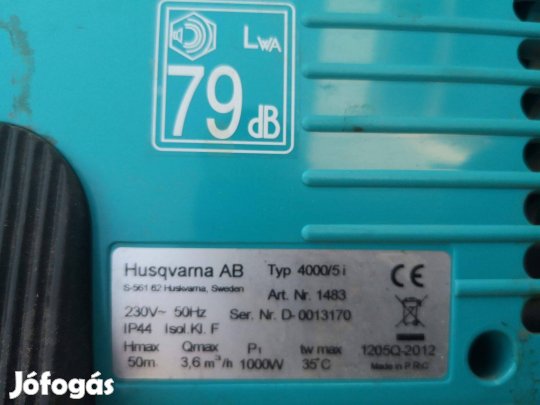 LWA
79 dB
Husqvarna AB Typ 4000/5 i
S-561 82 Huskvarna, Sweden
Art. Nr. 1483
230V~ 50Hz Ser. Nr. D- 0013170
IP44 Isol.Kl. F
Hmax Qmax P1 tw max 1205Q-2012
50m 3,6 m³/h 1000W 35°C Made in P.R.C
Jófogás